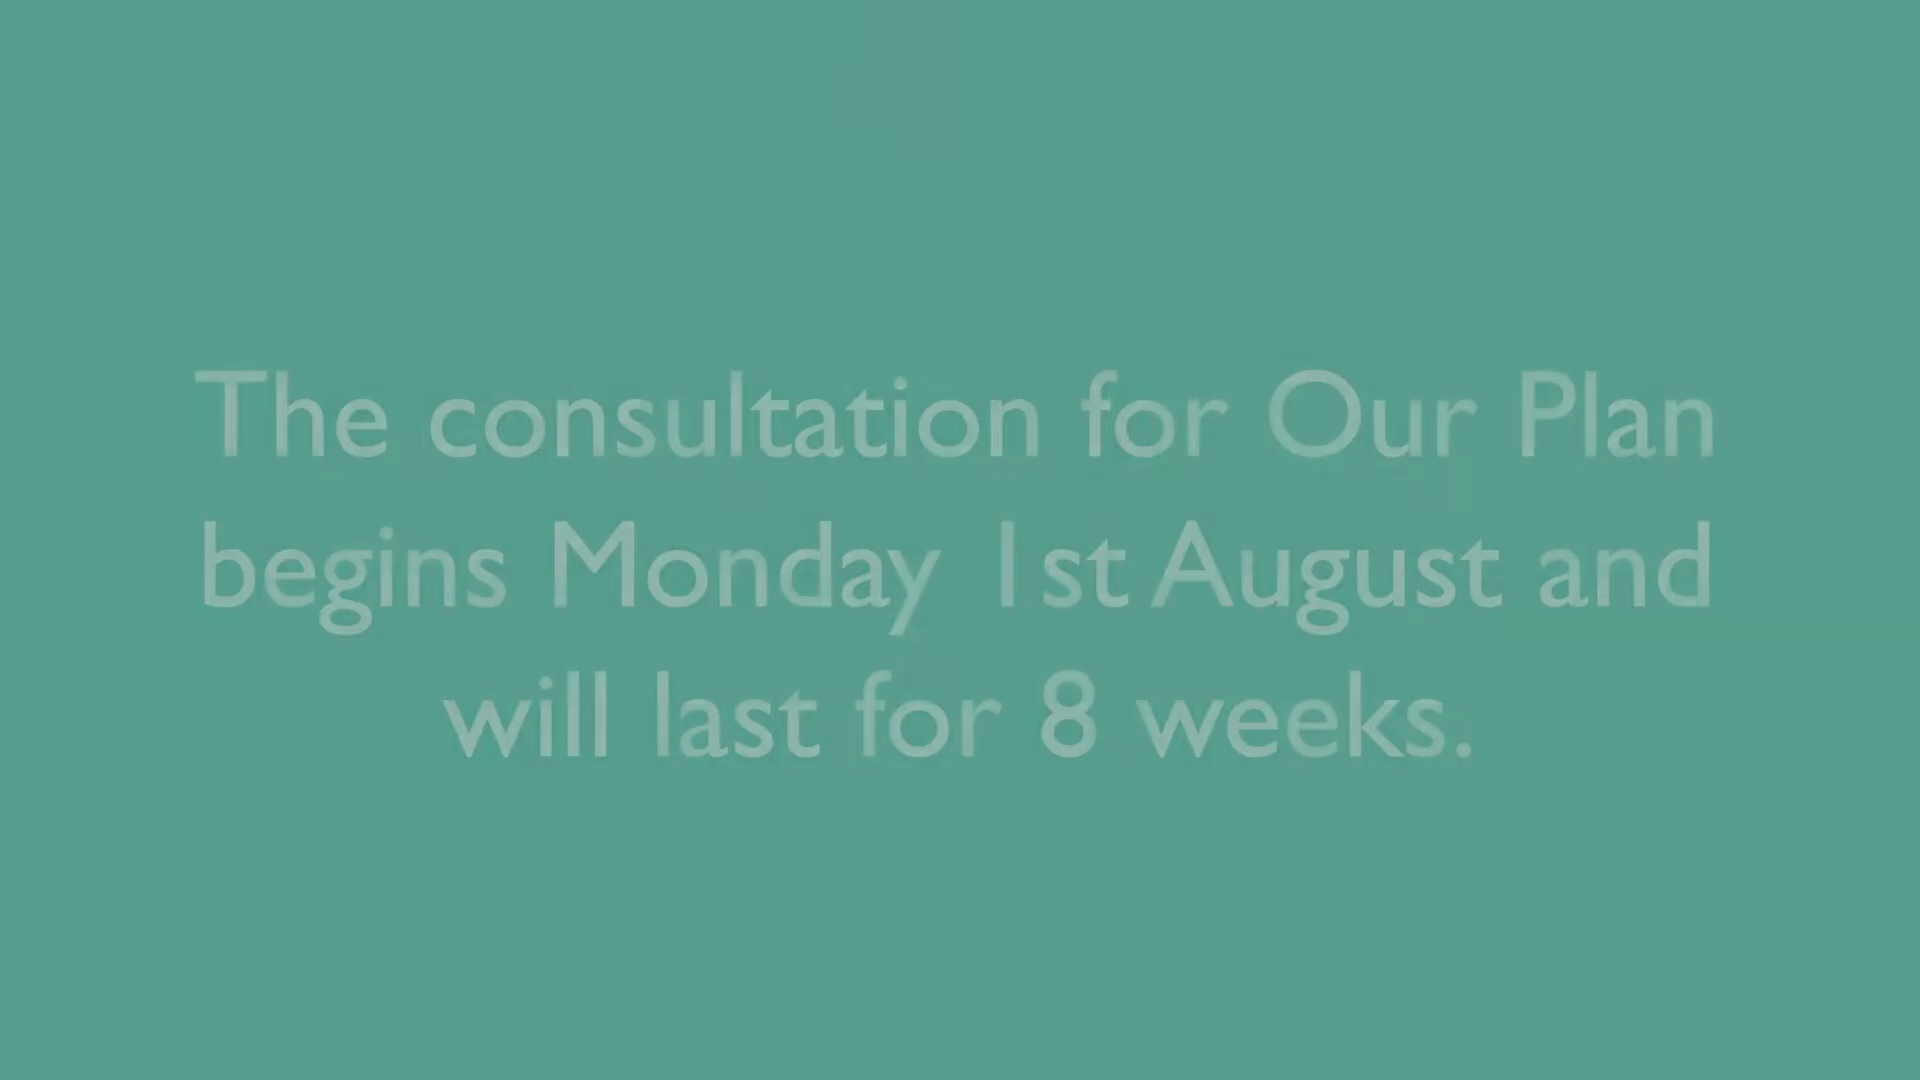 The consultation for Our Plan
begins Monday 1st August and
will last for 8 weeks.